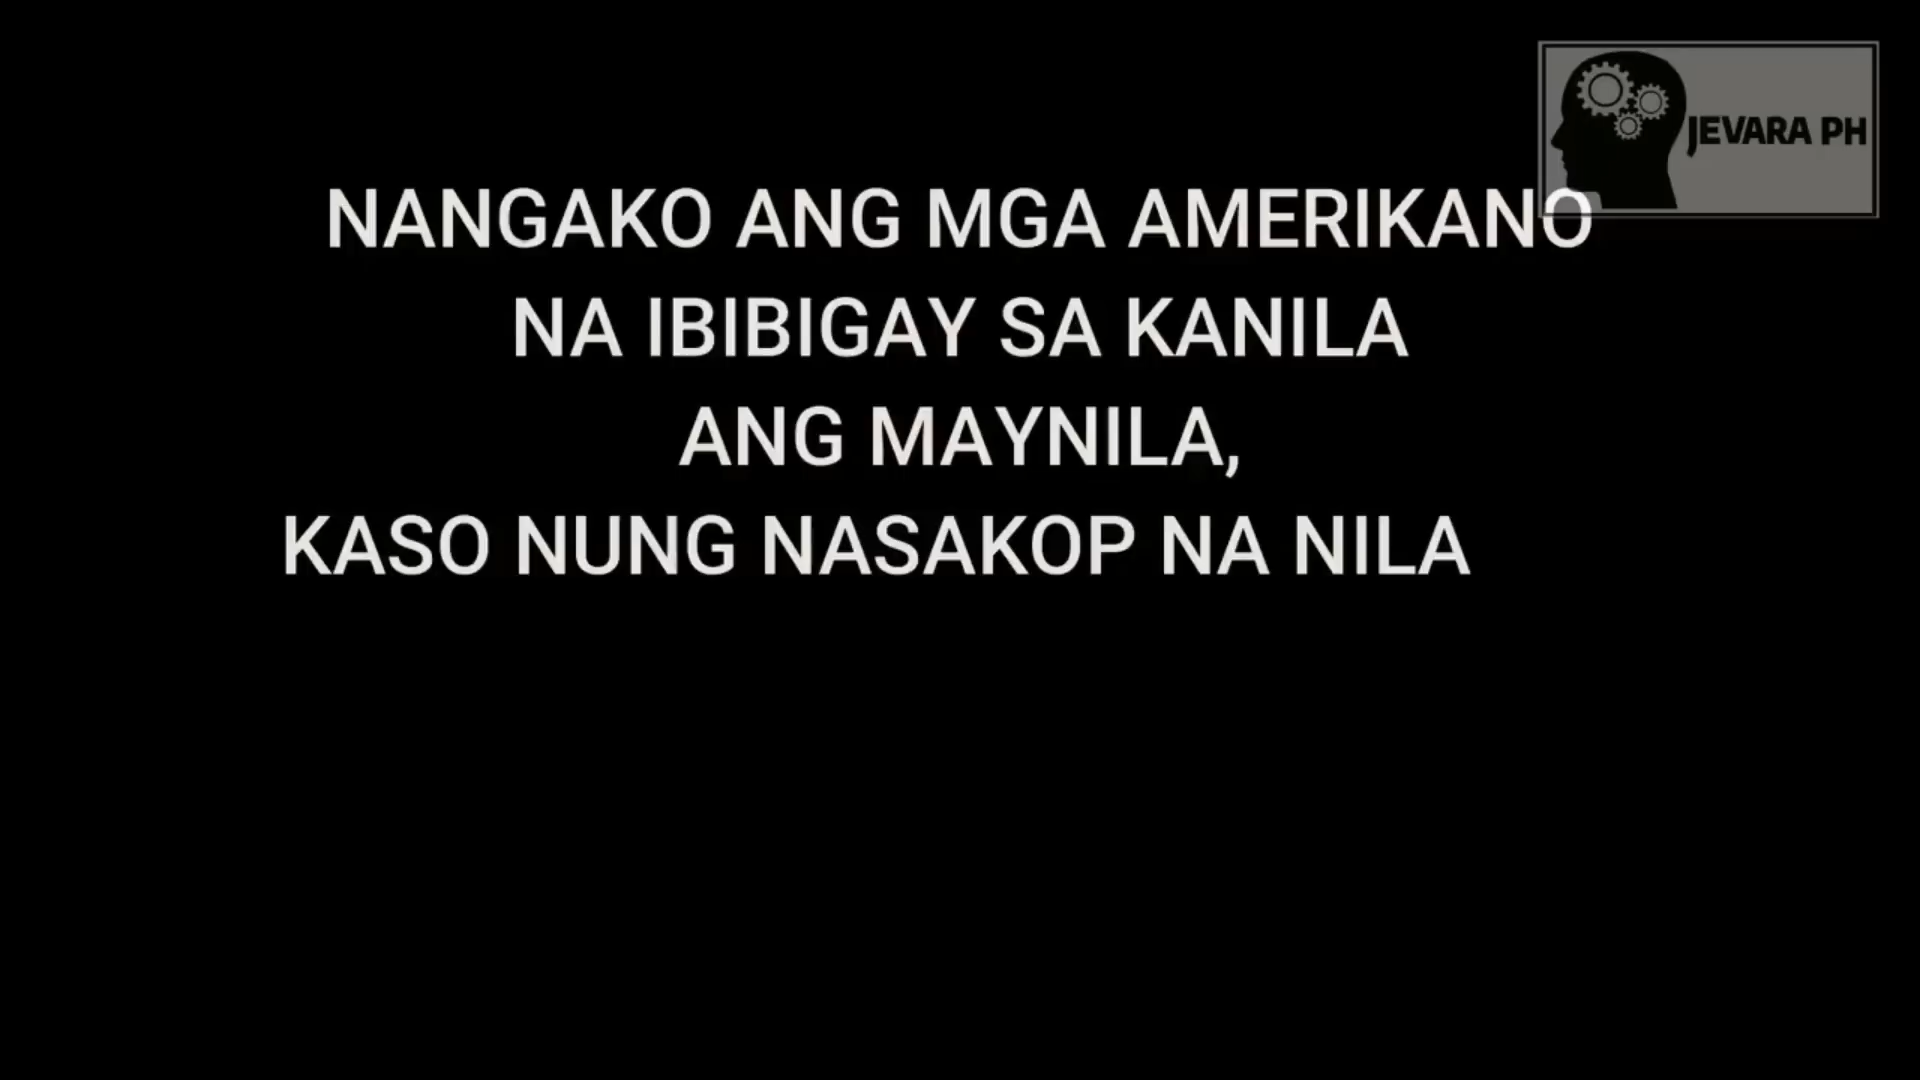 JEVARA PH
NANGAKO ANG MGA AMERIKANO
NA IBIBIGAY SA KANILA
ANG MAYNILA,
KASO NUNG NASAKOP NA NILA